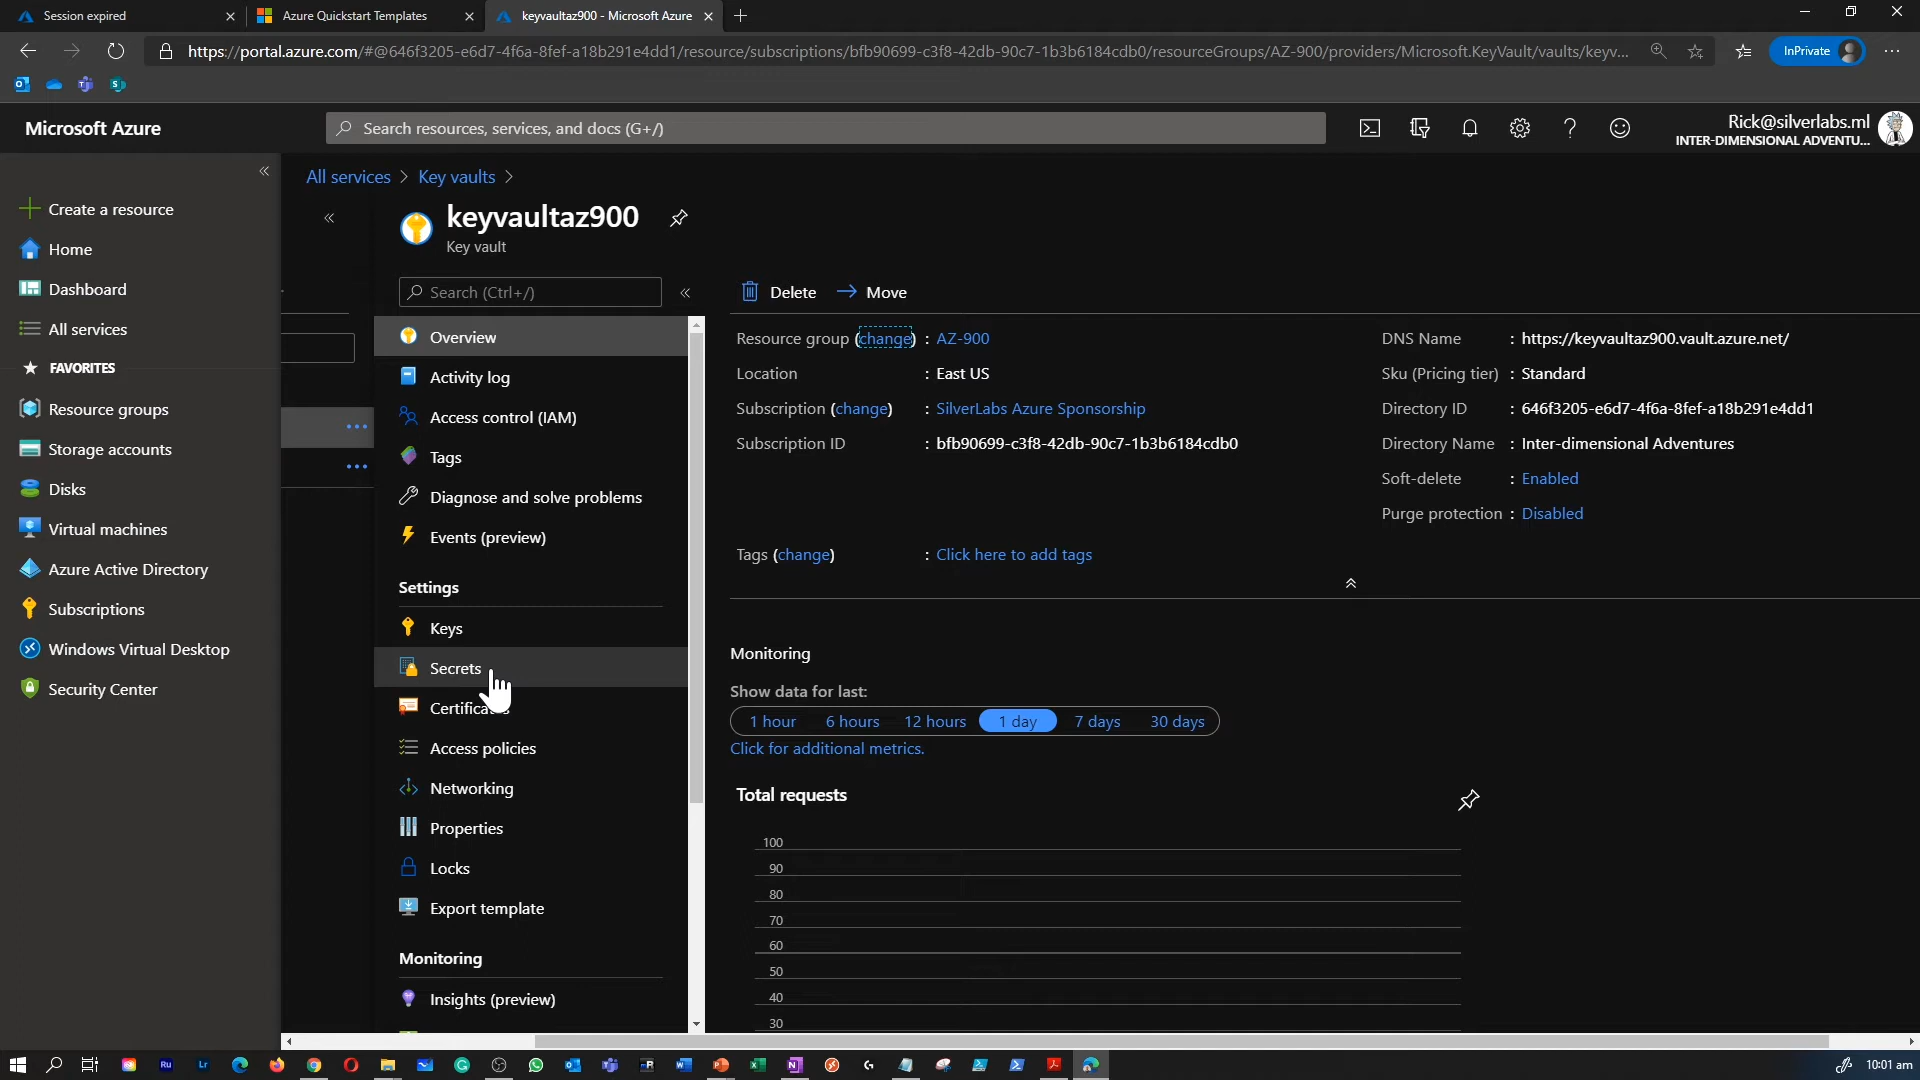 Session expired
Azure Quickstart Templates
keyvaultaz900 - Microsoft Azure
https://portal.azure.com/#@646f3205-e6d7-4f6a-8fef-a18b291e4dd1/resource/subscriptions/bfb90699-c3f8-42db-90c7-1b3b6184cdb0/resourceGroups/AZ-900/providers/Microsoft.KeyVault/vaults/keyv...
InPrivate
Microsoft Azure
Search resources, services, and docs (G+/)
Rick@silverlabs.ml
INTER-DIMENSIONAL ADVENTU...
Create a resource
Home
Dashboard
All services
FAVORITES
Resource groups
Storage accounts
Disks
Virtual machines
Azure Active Directory
Subscriptions
Windows Virtual Desktop
Security Center
All services > Key vaults >
keyvaultaz900
Key vault
Search (Ctrl+/)
Overview
Activity log
Access control (IAM)
Tags
Diagnose and solve problems
Events (preview)
Settings
Keys
Secrets
Certificates
Access policies
Networking
Properties
Locks
Export template
Monitoring
Insights (preview)
Delete
Move
Resource group (change) : AZ-900
Location : East US
Subscription (change) : SilverLabs Azure Sponsorship
Subscription ID : bfb90699-c3f8-42db-90c7-1b3b6184cdb0
Tags (change) : Click here to add tags
DNS Name : https://keyvaultaz900.vault.azure.net/
Sku (Pricing tier) : Standard
Directory ID : 646f3205-e6d7-4f6a-8fef-a18b291e4dd1
Directory Name : Inter-dimensional Adventures
Soft-delete : Enabled
Purge protection : Disabled
Monitoring
Show data for last:
1 hour 6 hours 12 hours 1 day 7 days 30 days
Click for additional metrics.
Total requests
100
90
80
70
60
50
40
30
10:01 am